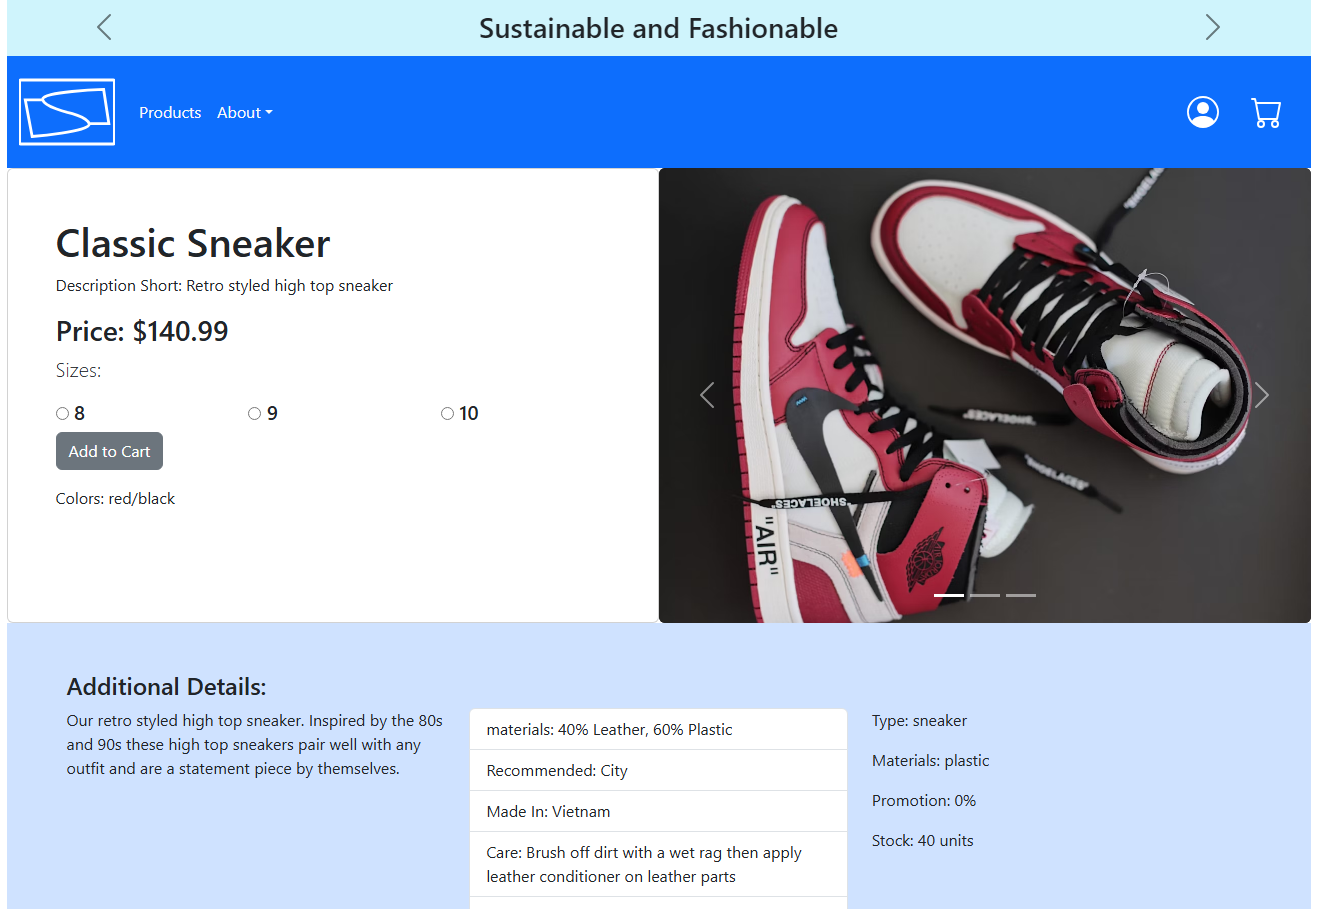 Sustainable and Fashionable
Products About
Classic Sneaker
Description Short: Retro styled high top sneaker
Price: $140.99
Sizes:
8 9 10
Add to Cart
Colors: red/black
"SHOELACES"
"SHOELACES"
"SHOELACES"
"SHOELACES"
"AIR"
Additional Details:
Our retro styled high top sneaker. Inspired by the 80s
and 90s these high top sneakers pair well with any
outfit and are a statement piece by themselves.
materials: 40% Leather, 60% Plastic
Recommended: City
Made In: Vietnam
Care: Brush off dirt with a wet rag then apply
leather conditioner on leather parts
Type: sneaker
Materials: plastic
Promotion: 0%
Stock: 40 units